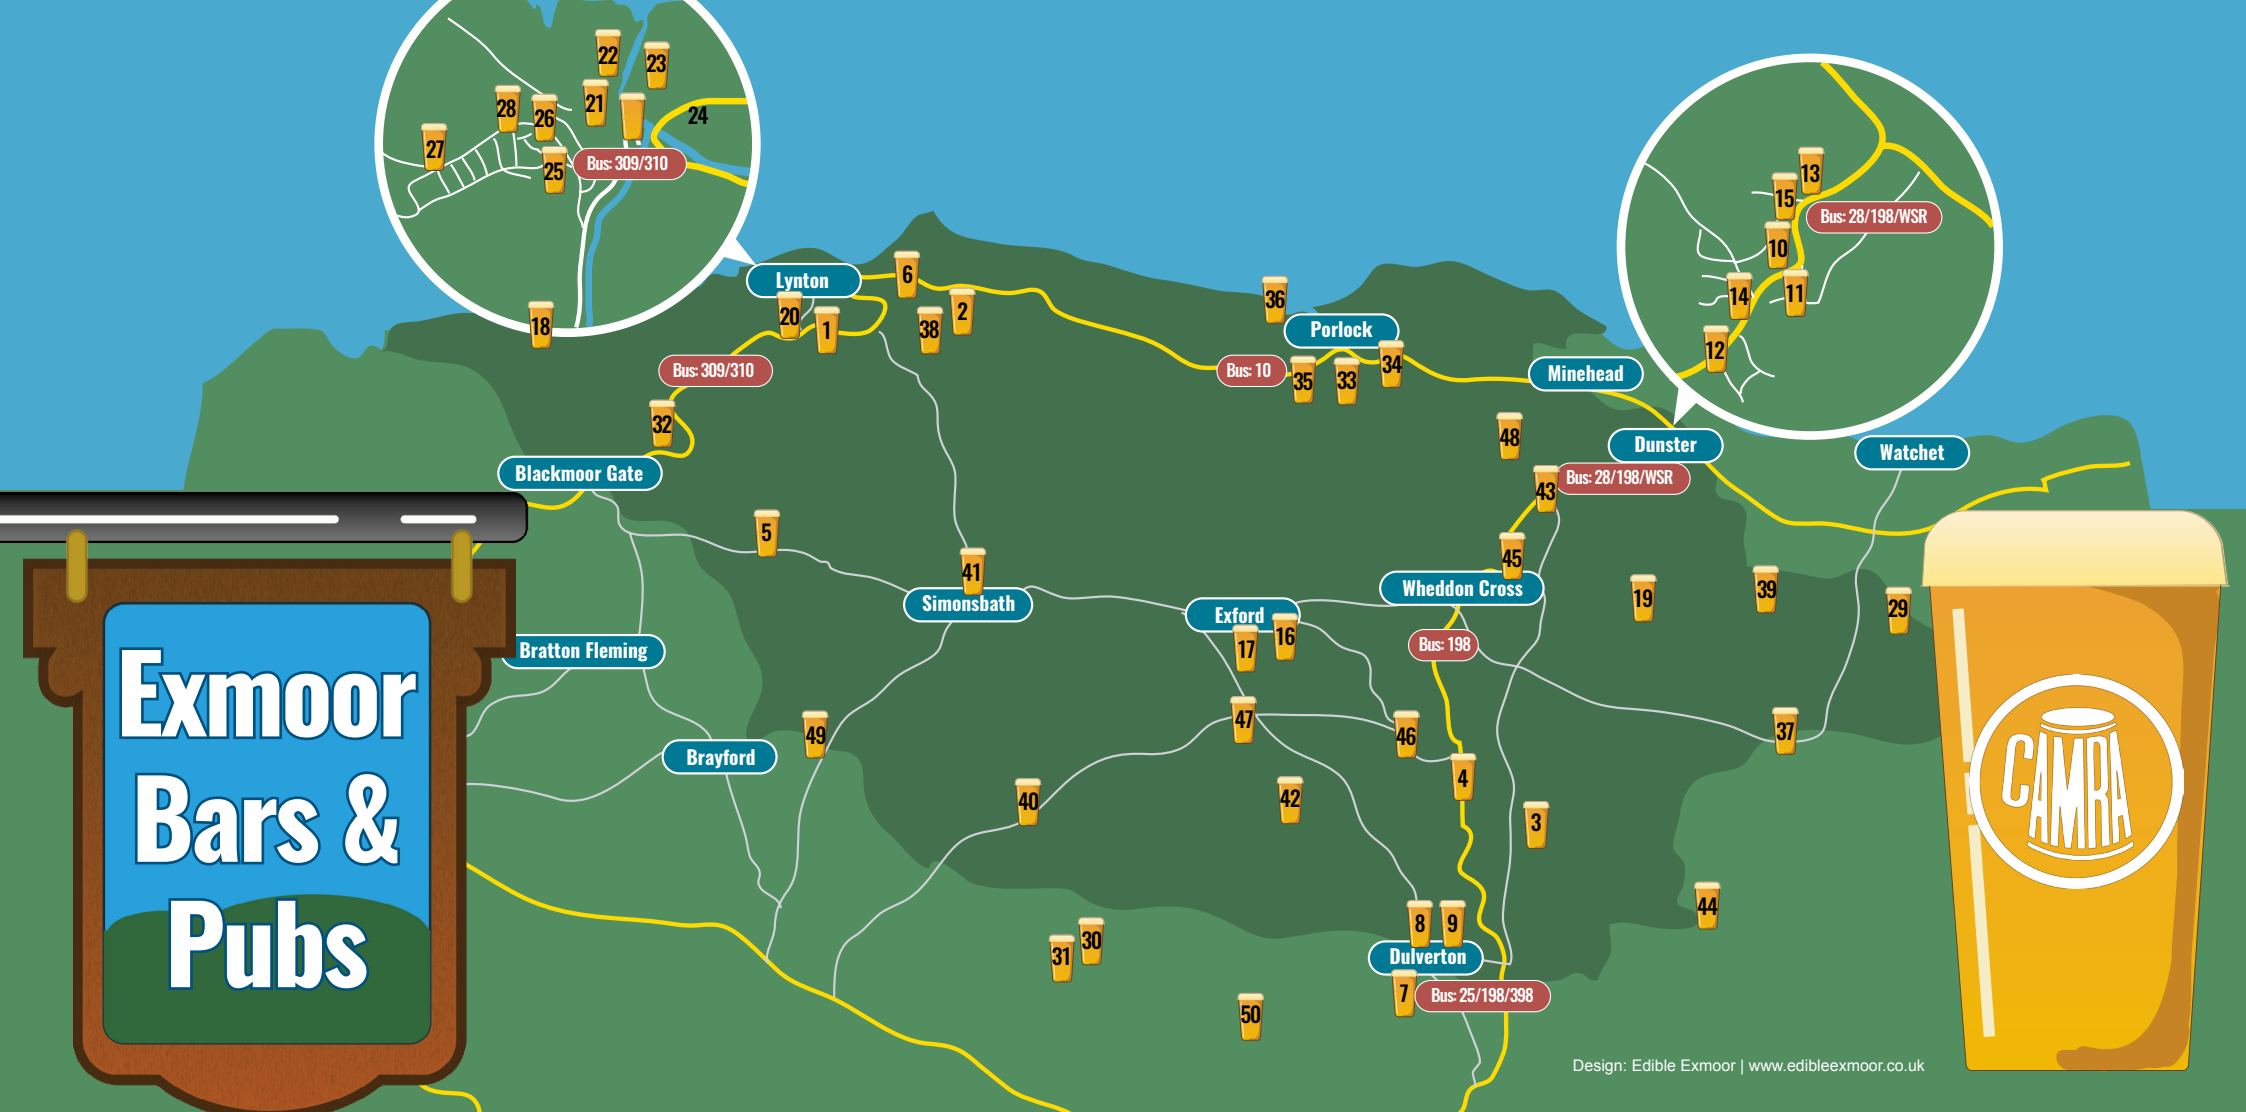 22
23
28
26
21
24
27
25
Bus: 309/310
18
13
15
Bus: 28/198/WSR
10
14
11
12
Lynton
6
20
1
38
2
36
Porlock
Bus: 309/310
Bus: 10
35
33
34
Minehead
32
48
Dunster
Watchet
Blackmoor Gate
43
Bus: 28/198/WSR
5
41
45
Simonsbath
Wheddon Cross
19
39
29
Exford
17
16
Bus: 198
Bratton Fleming
Exmoor
Bars &
Pubs
49
47
46
37
Brayford
4
40
42
3
CAMRA
44
8
9
31
30
Dulverton
7
Bus: 25/198/398
50
Design: Edible Exmoor | www.edibleexmoor.co.uk